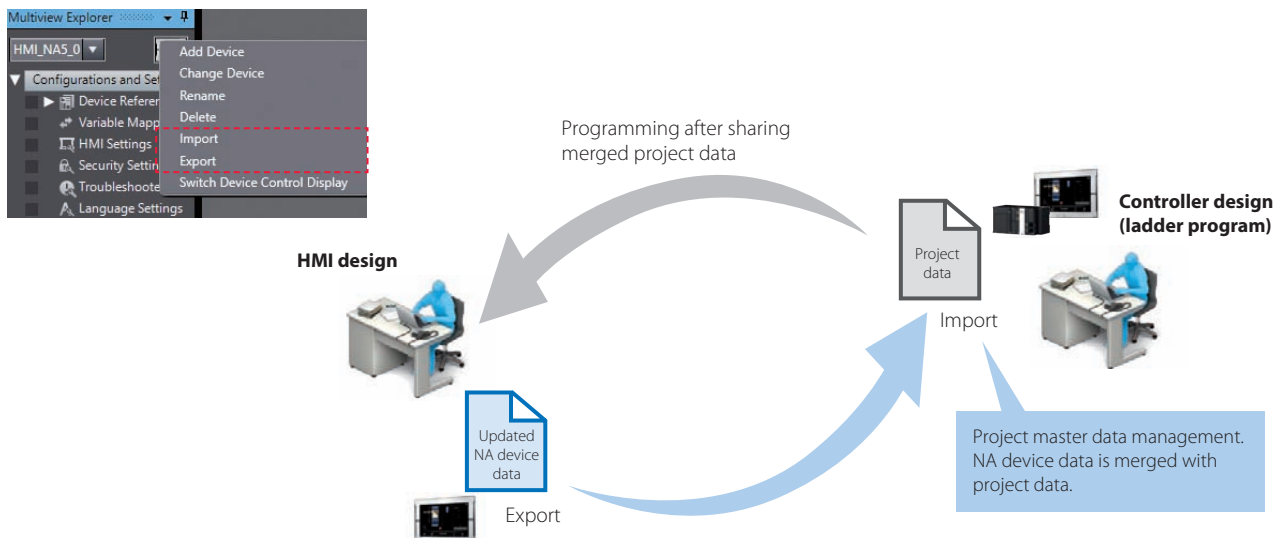 Multiview Explorer
HMI_NA5_0
Configurations and Set
Device Referen
Variable Mapp
HMI Settings
Security Settin
Troubleshoote
Language Settings
Add Device
Change Device
Rename
Delete
Import
Export
Switch Device Control Display
Programming after sharing
merged project data
Controller design
(ladder program)
Project
data
Import
HMI design
Updated
NA device
data
Export
Project master data management.
NA device data is merged with
project data.